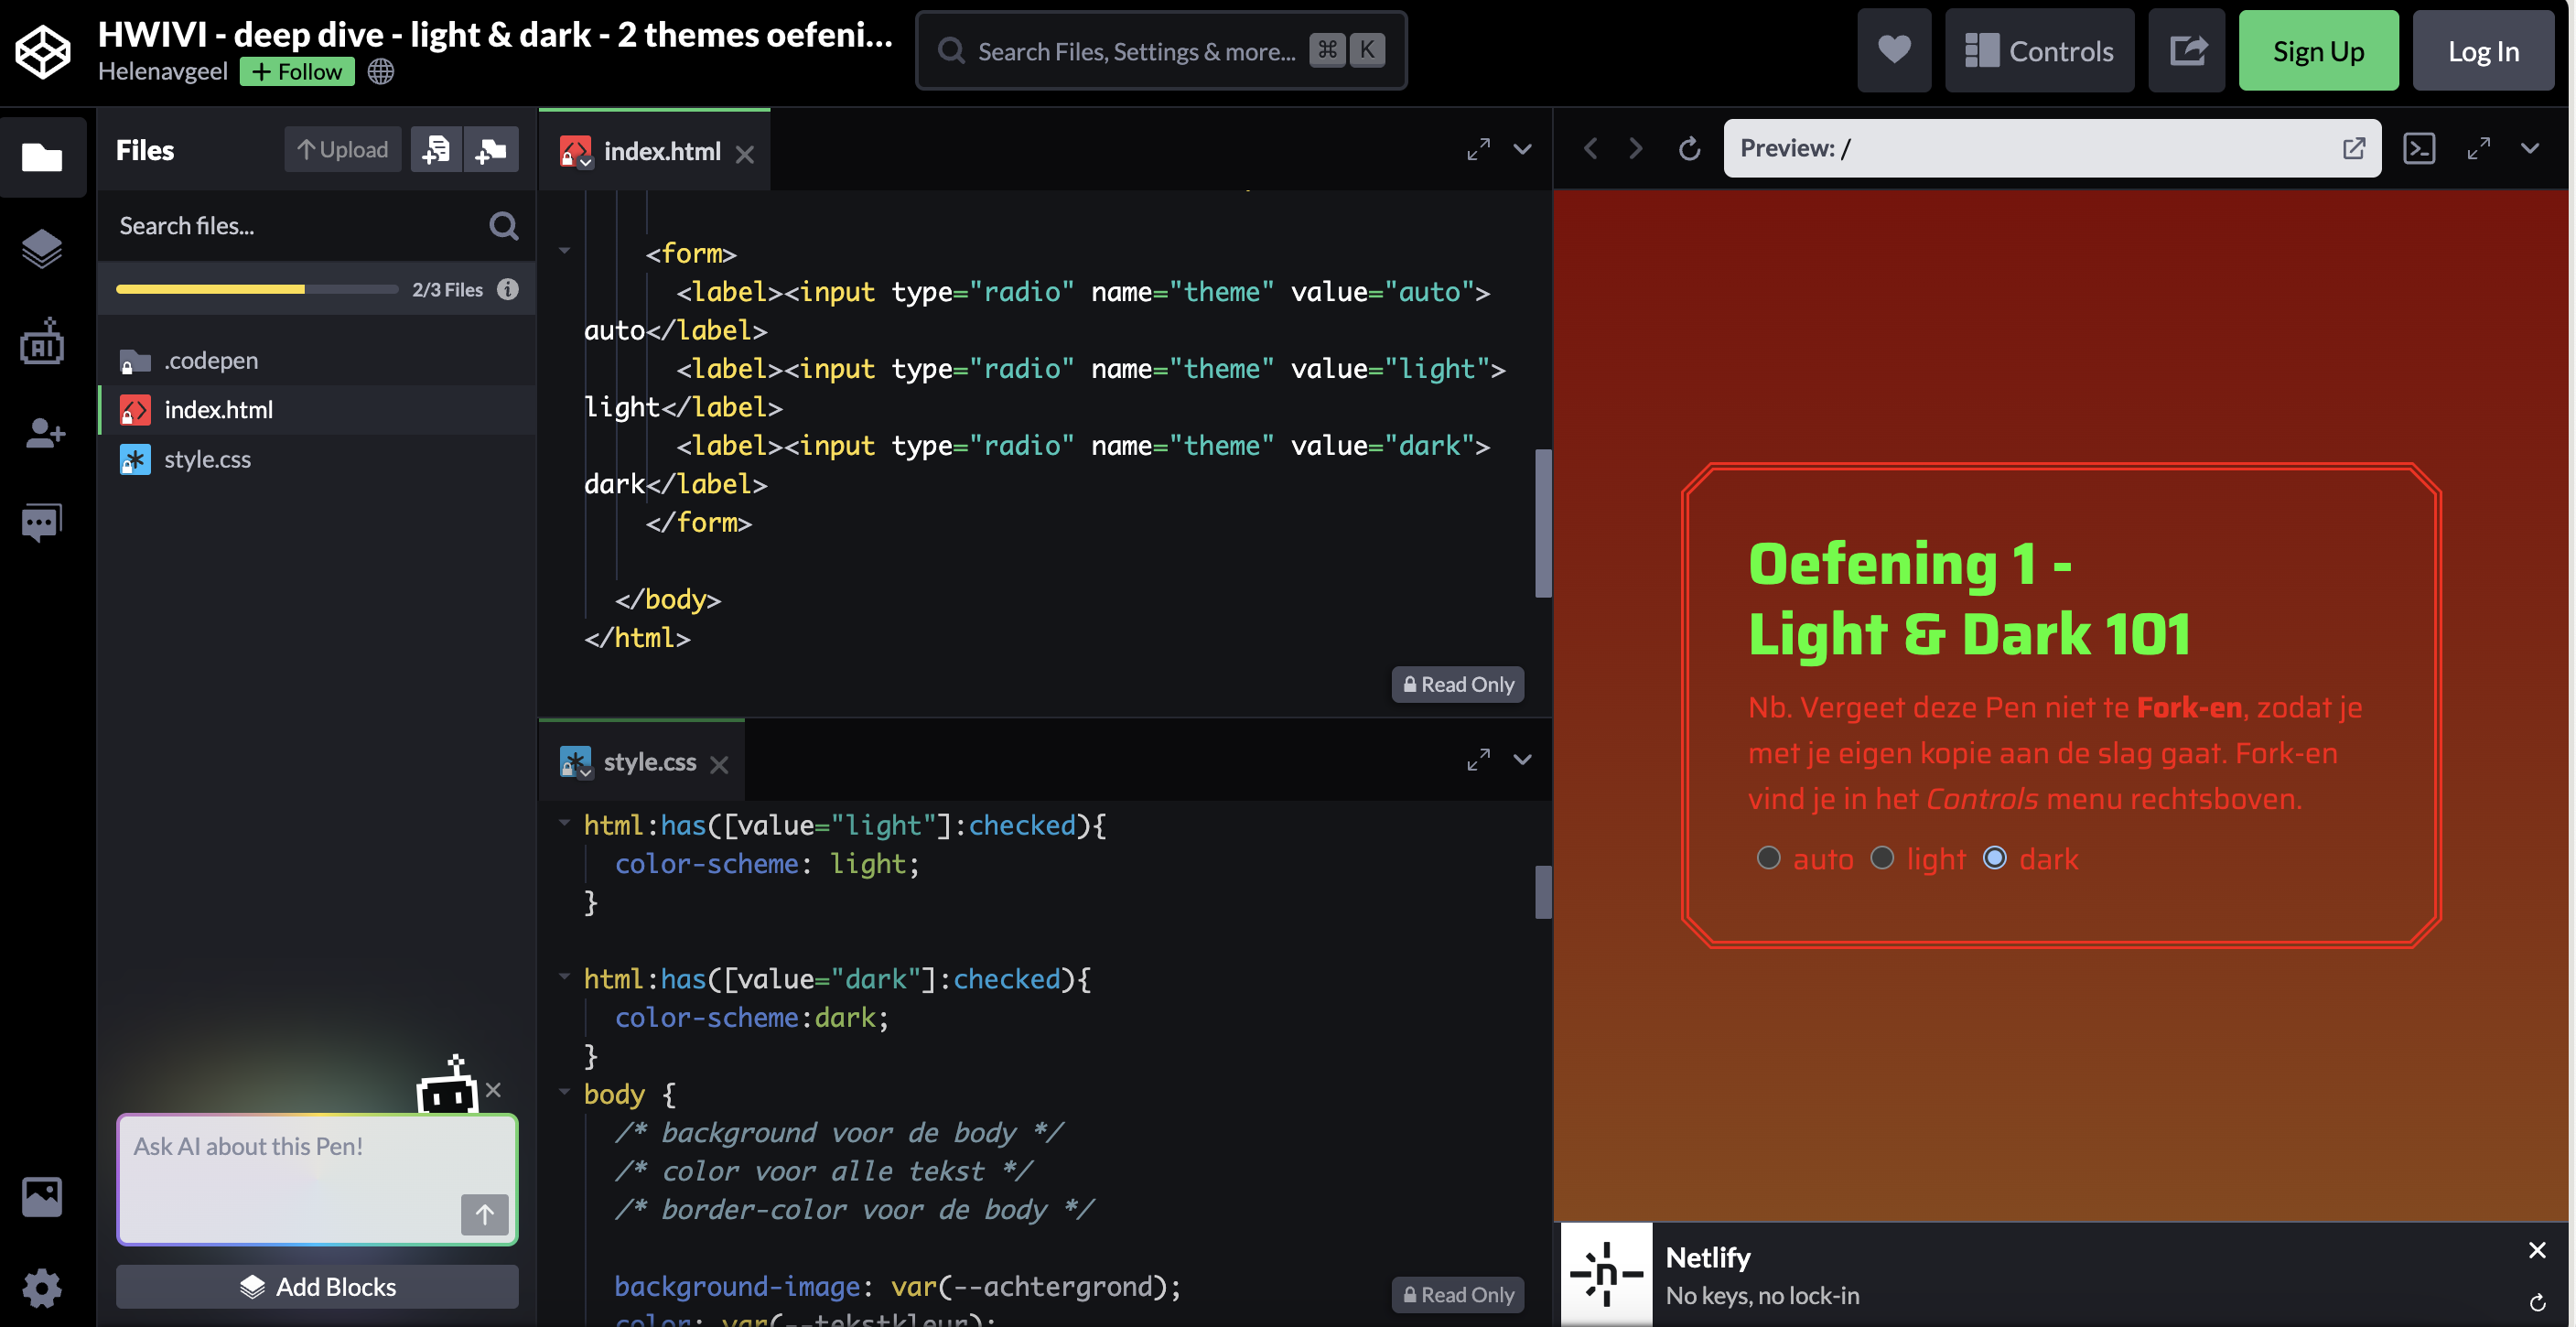 HWIVI - deep dive - light & dark - 2 themes oefeni...
Helenavgeel + Follow
Search Files, Settings & more... ⌘ K
Controls
Sign Up
Log In
Files
Upload
Search files...
2/3 Files
.codepen
index.html
style.css
AI
Ask AI about this Pen!
Add Blocks
index.html
<form>
<label><input type="radio" name="theme" value="auto">
auto</label>
<label><input type="radio" name="theme" value="light">
light</label>
<label><input type="radio" name="theme" value="dark">
dark</label>
</form>
</body>
</html>
Read Only
style.css
html:has([value="light"]:checked){
color-scheme: light;
}
html:has([value="dark"]:checked){
color-scheme:dark;
}
body {
/* background voor de body */
/* color voor alle tekst */
/* border-color voor de body */
background-image: var(--achtergrond);
color: var(--tekstkleur);
Read Only
Preview: /
Oefening 1 -
Light & Dark 101
Nb. Vergeet deze Pen niet te Fork-en, zodat je
met je eigen kopie aan de slag gaat. Fork-en
vind je in het Controls menu rechtsboven.
auto light dark
Netlify
No keys, no lock-in